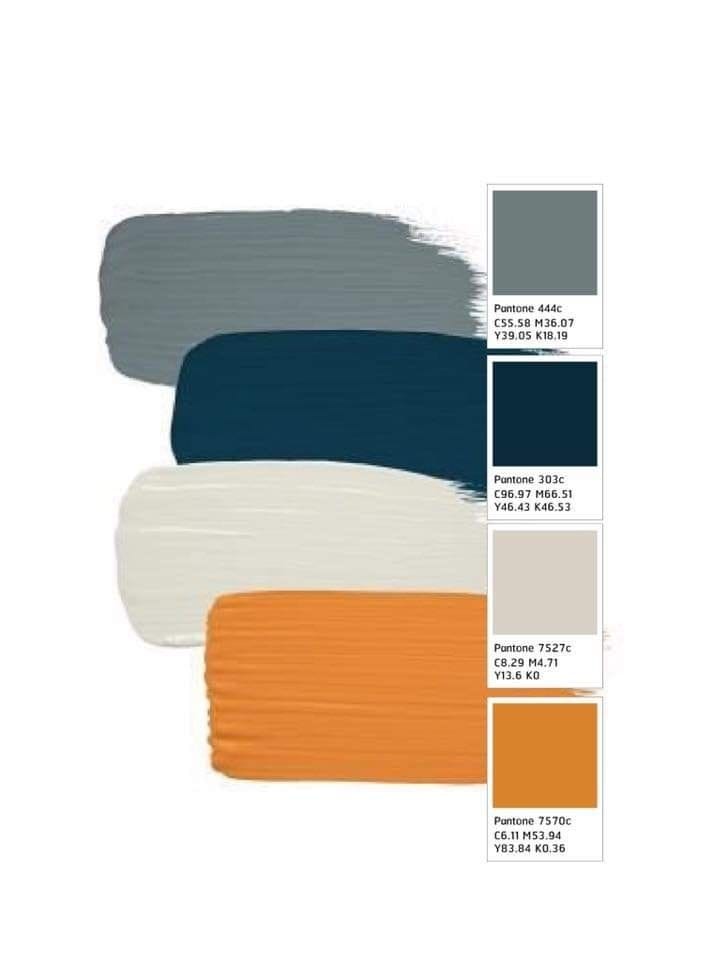 Pantone 444c
C55.58 M36.07
Y39.05 K18.19
Pantone 303c
C96.97 M66.51
Y46.43 K46.53
Pantone 7527c
C8.29 M4.71
Y13.6 K0
Pantone 7570c
C6.11 M53.94
Y83.84 K0.36